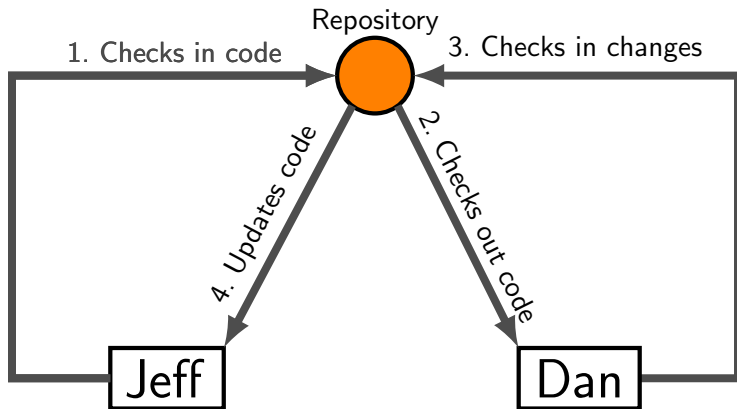 Repository
1. Checks in code
3. Checks in changes
4. Updates code
2. Checks out code
Jeff
Dan